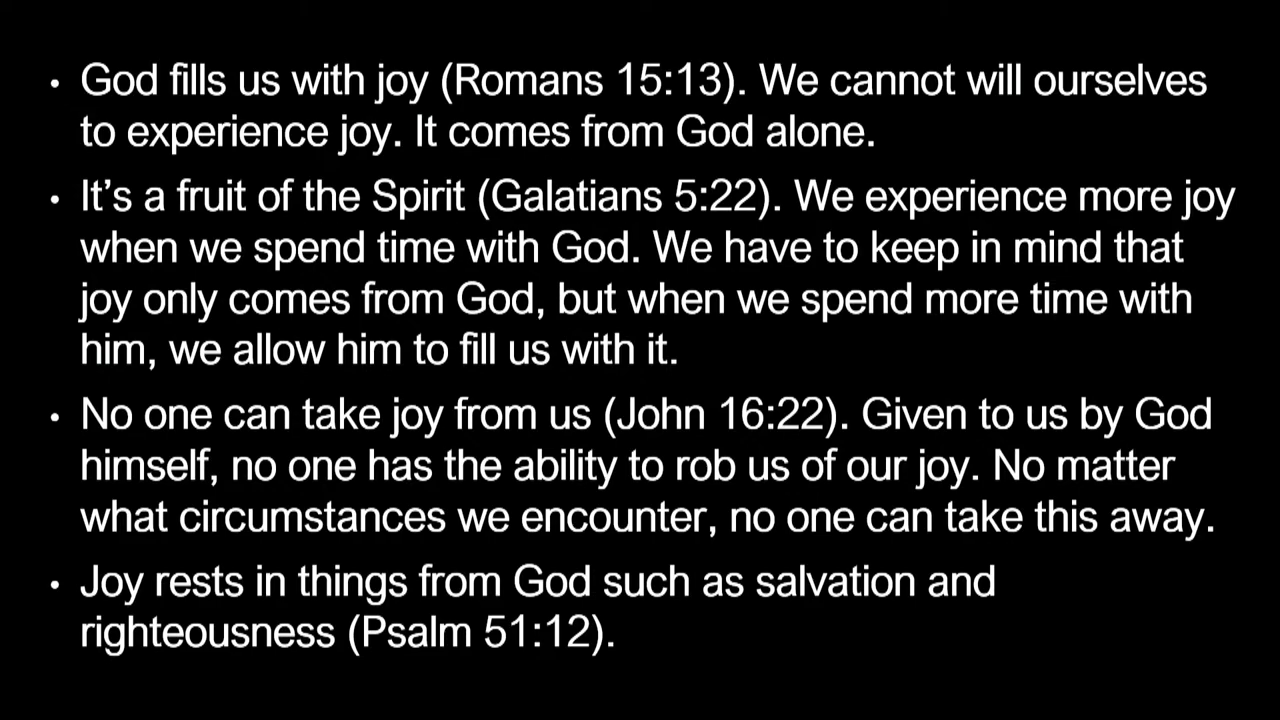 • God fills us with joy (Romans 15:13). We cannot will ourselves
to experience joy. It comes from God alone.
• It’s a fruit of the Spirit (Galatians 5:22). We experience more joy
when we spend time with God. We have to keep in mind that
joy only comes from God, but when we spend more time with
him, we allow him to fill us with it.
• No one can take joy from us (John 16:22). Given to us by God
himself, no one has the ability to rob us of our joy. No matter
what circumstances we encounter, no one can take this away.
• Joy rests in things from God such as salvation and
righteousness (Psalm 51:12).